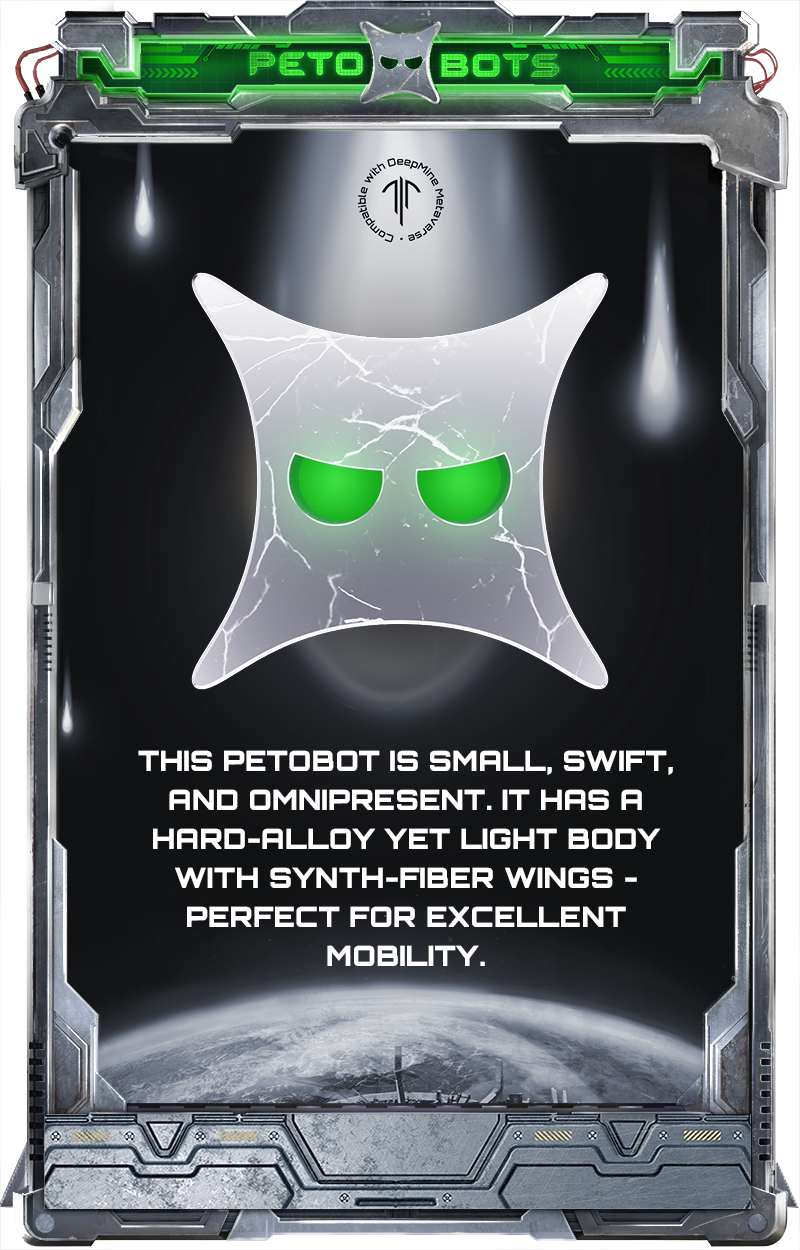 PETO BOTS
Compatible with DeepMine Metaverse •
THIS PETOBOT IS SMALL, SWIFT,
AND OMNIPRESENT. IT HAS A
HARD-ALLOY YET LIGHT BODY
WITH SYNTH-FIBER WINGS -
PERFECT FOR EXCELLENT
MOBILITY.